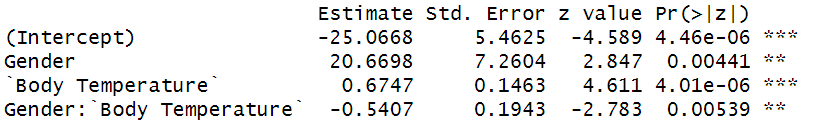 Estimate Std. Error z value Pr(>|z|)
(Intercept) -25.0668 5.4625 -4.589 4.46e-06 ***
Gender 20.6698 7.2604 2.847 0.00441 **
`Body Temperature` 0.6747 0.1463 4.611 4.01e-06 ***
Gender:`Body Temperature` -0.5407 0.1943 -2.783 0.00539 **